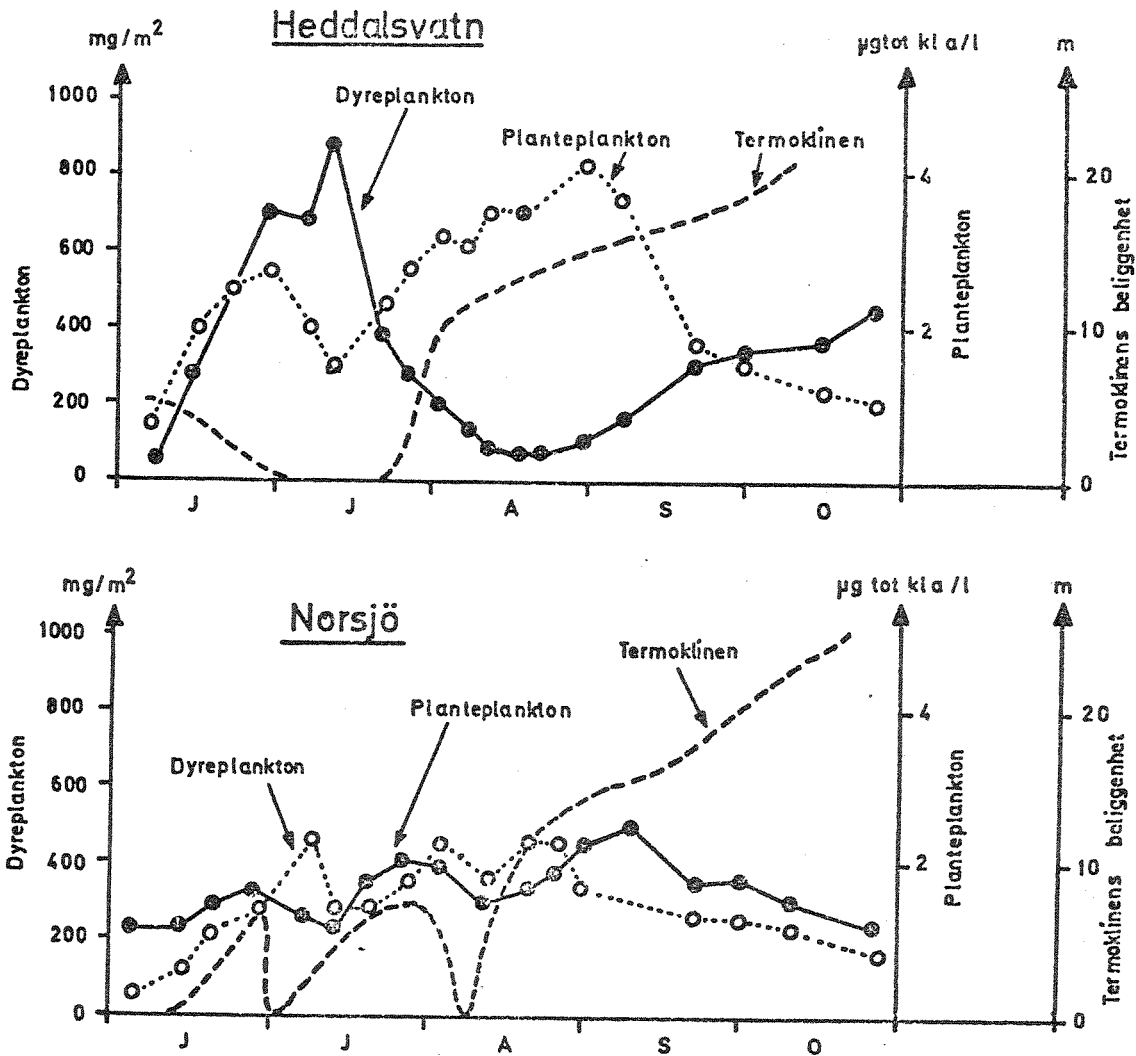 Heddalsvatn
mg/m²
µgtot kl a/l
m
1000
800
600
400
200
0
Dyreplankton
Dyreplankton
Planteplankton
Termoklinen
4
2
Planteplankton
20
10
0
Termoklinens beliggenhet
J
J
A
S
O
Norsjö
mg/m²
µg tot kl a/l
m
1000
800
600
400
200
0
Dyreplankton
Dyreplankton
Planteplankton
Termoklinen
4
2
Planteplankton
20
10
0
Termoklinens beliggenhet
J
J
A
S
O